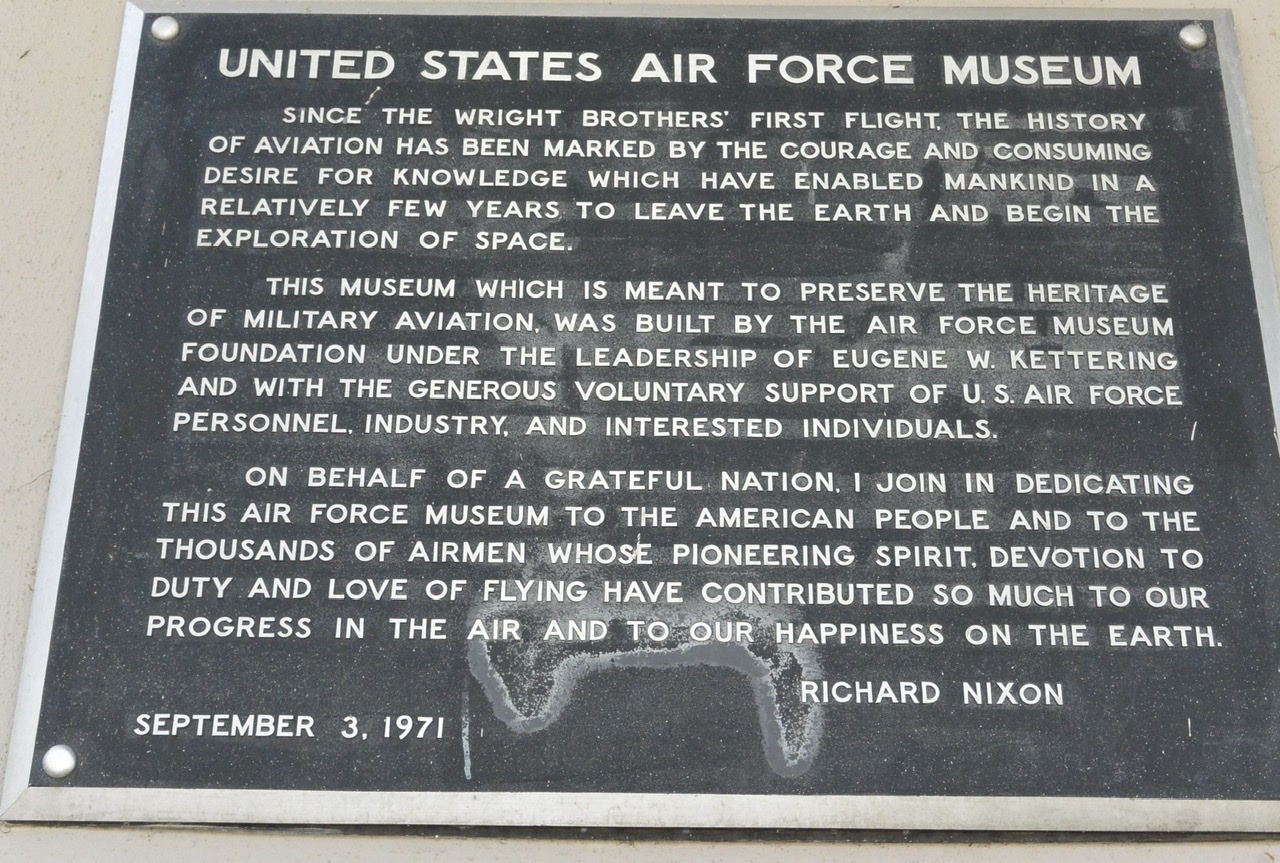 UNITED STATES AIR FORCE MUSEUM
SINCE THE WRIGHT BROTHERS' FIRST FLIGHT, THE HISTORY
OF AVIATION HAS BEEN MARKED BY THE COURAGE AND CONSUMING
DESIRE FOR KNOWLEDGE WHICH HAVE ENABLED MANKIND IN A
RELATIVELY FEW YEARS TO LEAVE THE EARTH AND BEGIN THE
EXPLORATION OF SPACE.
THIS MUSEUM WHICH IS MEANT TO PRESERVE THE HERITAGE
OF MILITARY AVIATION, WAS BUILT BY THE AIR FORCE MUSEUM
FOUNDATION UNDER THE LEADERSHIP OF EUGENE W. KETTERING
AND WITH THE GENEROUS VOLUNTARY SUPPORT OF U.S. AIR FORCE
PERSONNEL, INDUSTRY, AND INTERESTED INDIVIDUALS.
ON BEHALF OF A GRATEFUL NATION, I JOIN IN DEDICATING
THIS AIR FORCE MUSEUM TO THE AMERICAN PEOPLE AND TO THE
THOUSANDS OF AIRMEN WHOSE PIONEERING SPIRIT, DEVOTION TO
DUTY AND LOVE OF FLYING HAVE CONTRIBUTED SO MUCH TO OUR
PROGRESS IN THE AIR AND TO OUR HAPPINESS ON THE EARTH.
RICHARD NIXON
SEPTEMBER 3, 1971